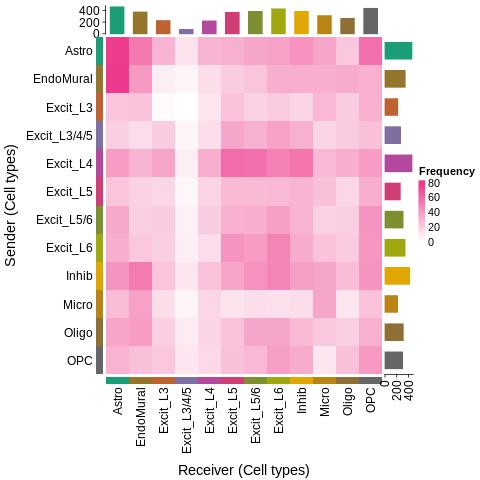 400
200
0
Astro
EndoMural
Excit_L3
Excit_L3/4/5
Excit_L4
Excit_L5
Excit_L5/6
Excit_L6
Inhib
Micro
Oligo
OPC
Sender (Cell types)
Frequency
80
60
40
20
0
0
200
400
Astro
EndoMural
Excit_L3
Excit_L3/4/5
Excit_L4
Excit_L5
Excit_L5/6
Excit_L6
Inhib
Micro
Oligo
OPC
Receiver (Cell types)